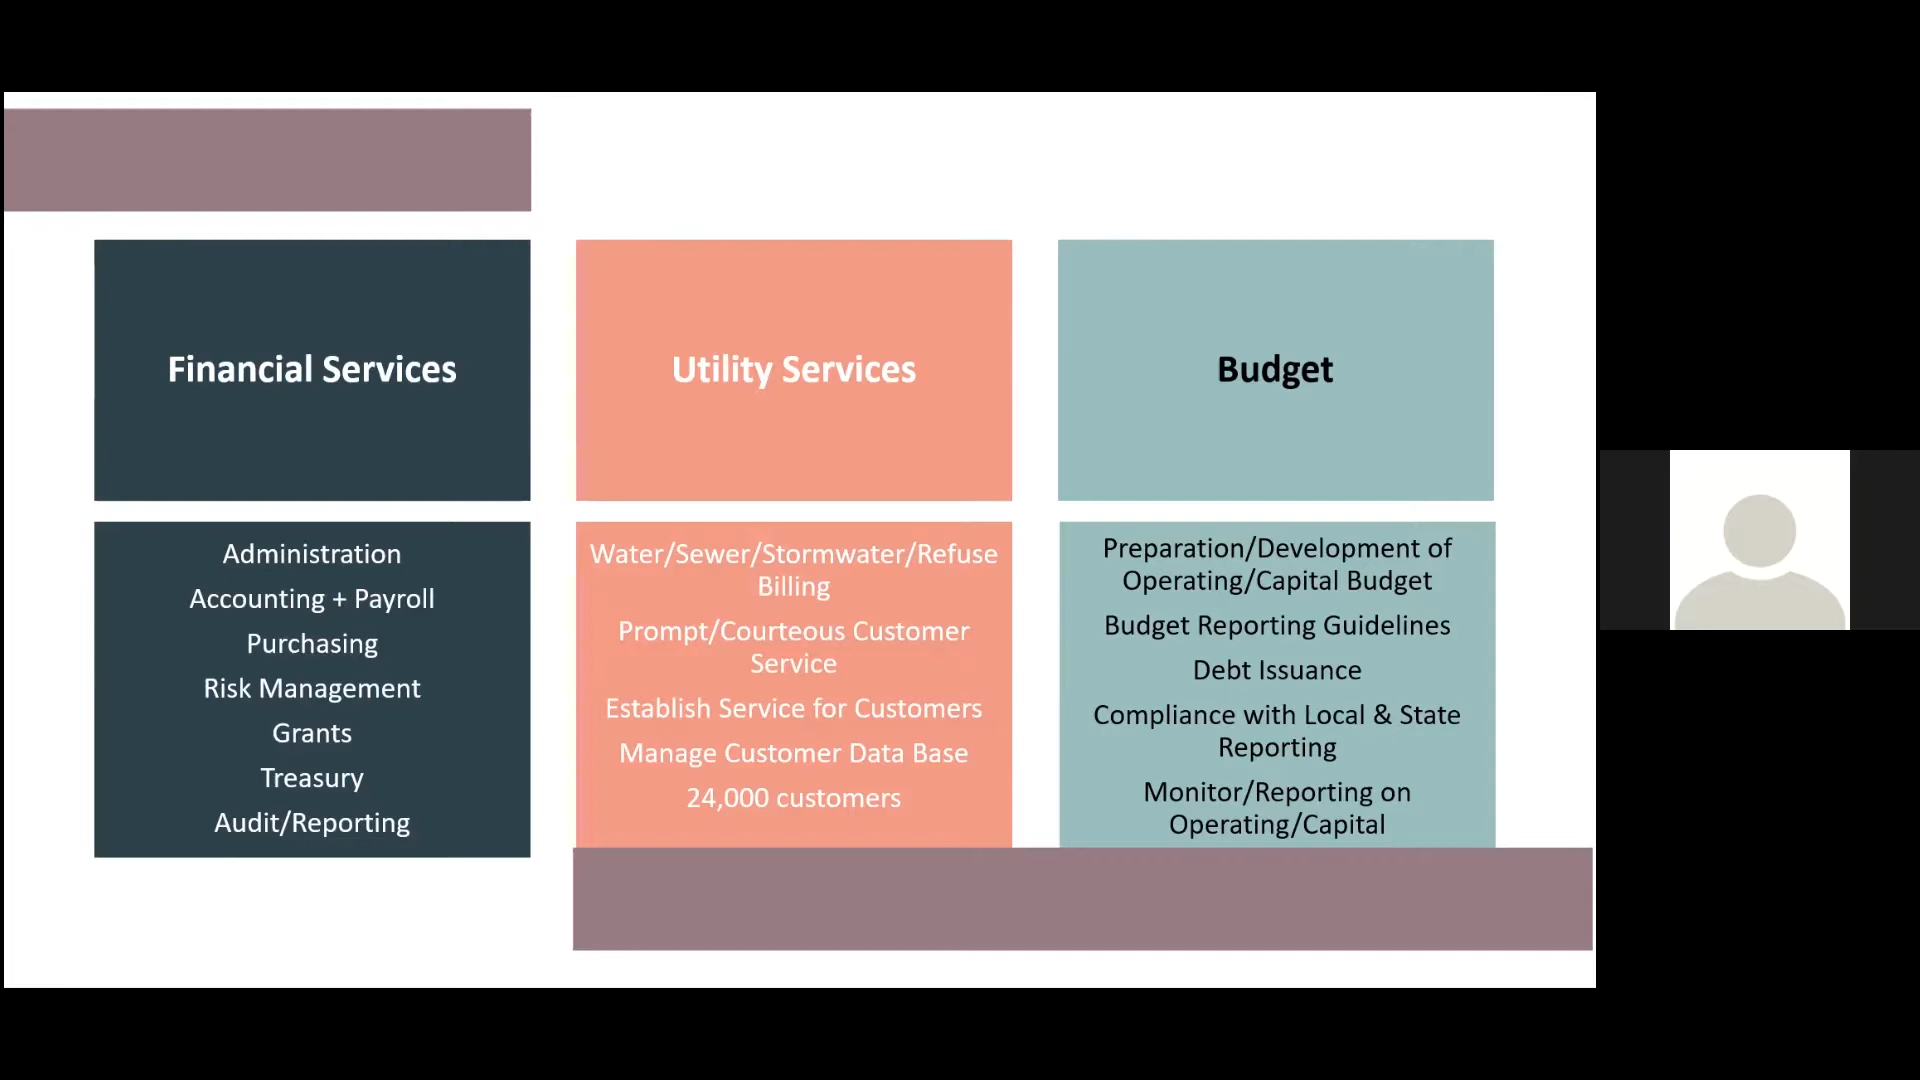 Financial Services
Utility Services
Budget
Administration
Accounting + Payroll
Purchasing
Risk Management
Grants
Treasury
Audit/Reporting
Water/Sewer/Stormwater/Refuse
Billing
Prompt/Courteous Customer
Service
Establish Service for Customers
Manage Customer Data Base
24,000 customers
Preparation/Development of
Operating/Capital Budget
Budget Reporting Guidelines
Debt Issuance
Compliance with Local & State
Reporting
Monitor/Reporting on
Operating/Capital